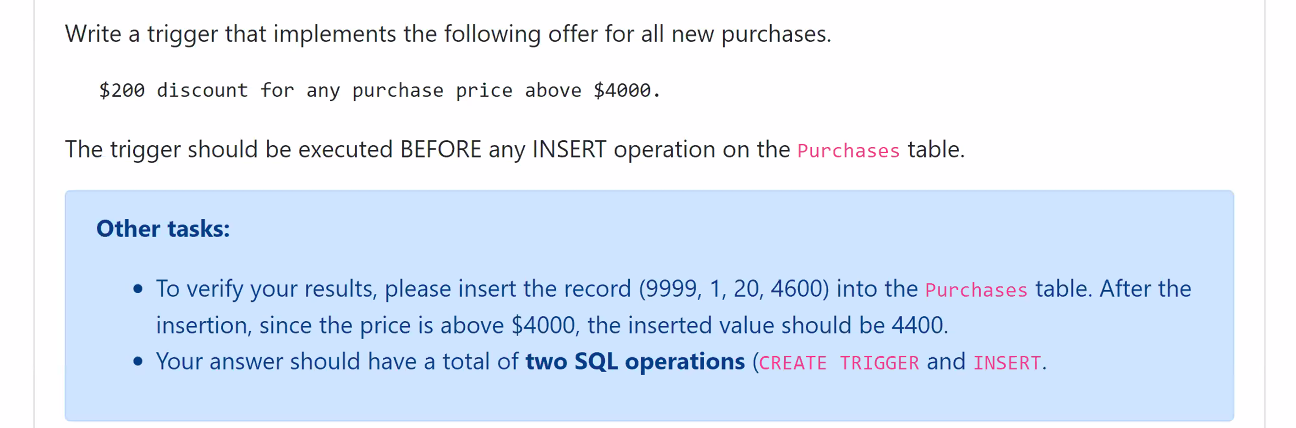 Write a trigger that implements the following offer for all new purchases.
$200 discount for any purchase price above $4000.
The trigger should be executed BEFORE any INSERT operation on the Purchases table.
Other tasks:
• To verify your results, please insert the record (9999, 1, 20, 4600) into the Purchases table. After the
insertion, since the price is above $4000, the inserted value should be 4400.
• Your answer should have a total of two SQL operations (CREATE TRIGGER and INSERT.